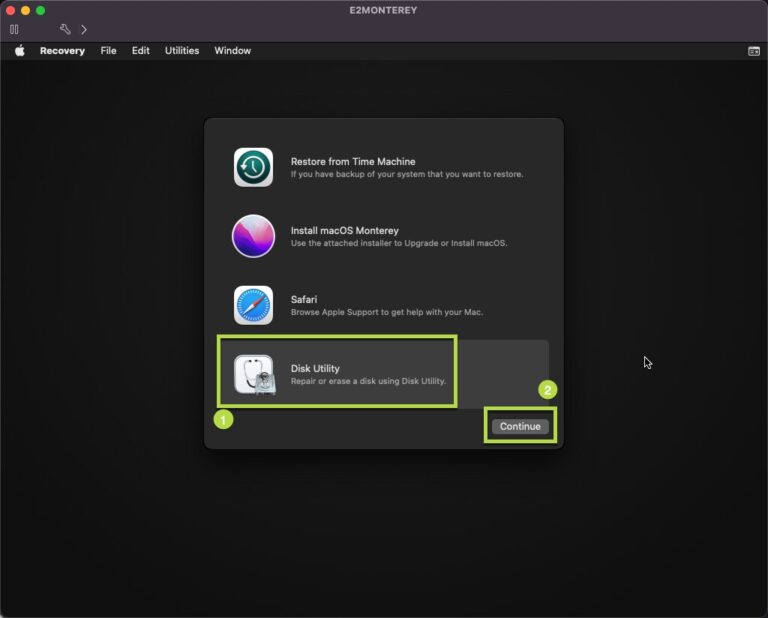 E2MONTEREY
Recovery File Edit Utilities Window
Restore from Time Machine
If you have backup of your system that you want to restore.
Install macOS Monterey
Use the attached installer to Upgrade or Install macOS.
Safari
Browse Apple Support to get help with your Mac.
Disk Utility
Repair or erase a disk using Disk Utility.
2
1
Continue